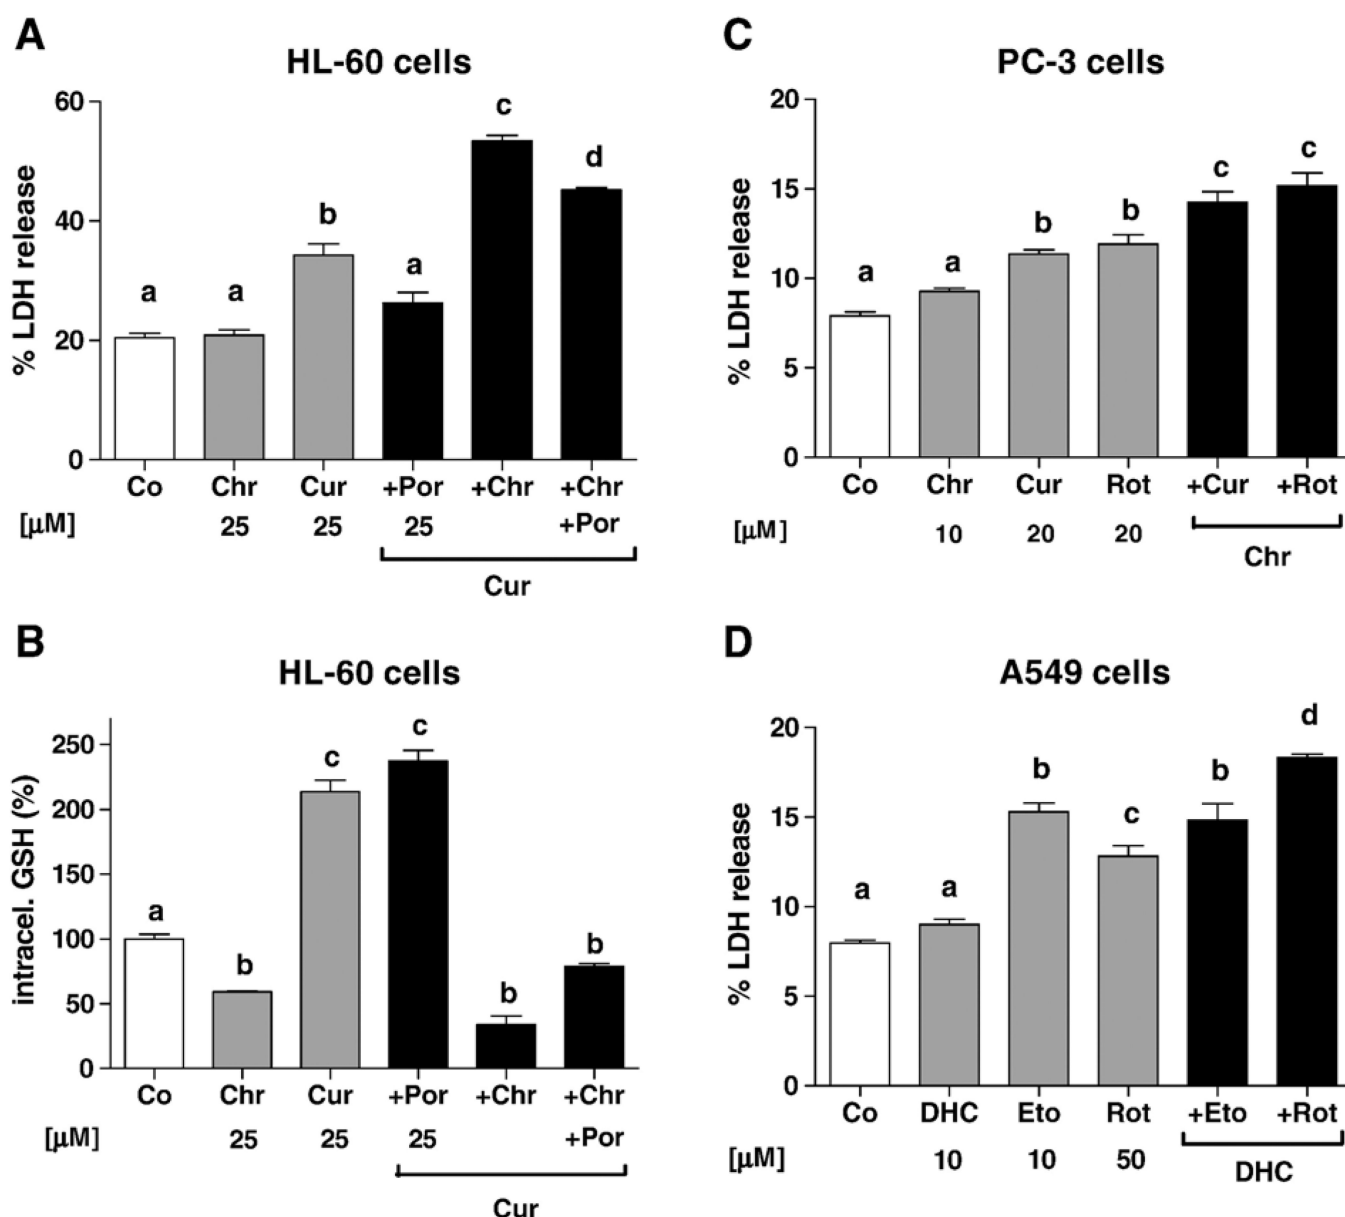 A
HL-60 cells
% LDH release
60
40
20
0
a
a
b
a
c
d
Co Chr Cur +Por +Chr +Chr
[μM] 25 25 25 +Por
Cur
B
HL-60 cells
intracel. GSH (%)
250
200
150
100
50
0
a
b
c
c
b
b
Co Chr Cur +Por +Chr +Chr
[μM] 25 25 25 +Por
Cur
C
PC-3 cells
% LDH release
20
15
10
5
0
a
a
b
b
c
c
Co Chr Cur Rot +Cur +Rot
[μM] 10 20 20
Chr
D
A549 cells
% LDH release
20
15
10
5
0
a
a
b
c
b
d
Co DHC Eto Rot +Eto +Rot
[μM] 10 10 50
DHC